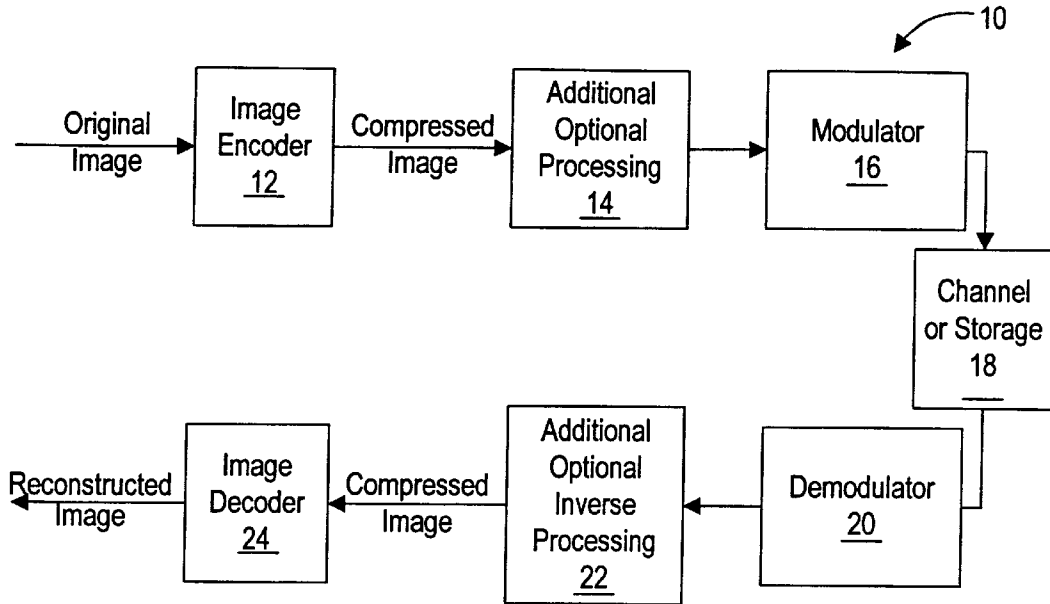 10
Original
Image
Image
Encoder
12
Compressed
Image
Additional
Optional
Processing
14
Modulator
16
Channel
or Storage
18
Demodulator
20
Additional
Optional
Inverse
Processing
22
Compressed
Image
Image
Decoder
24
Reconstructed
Image